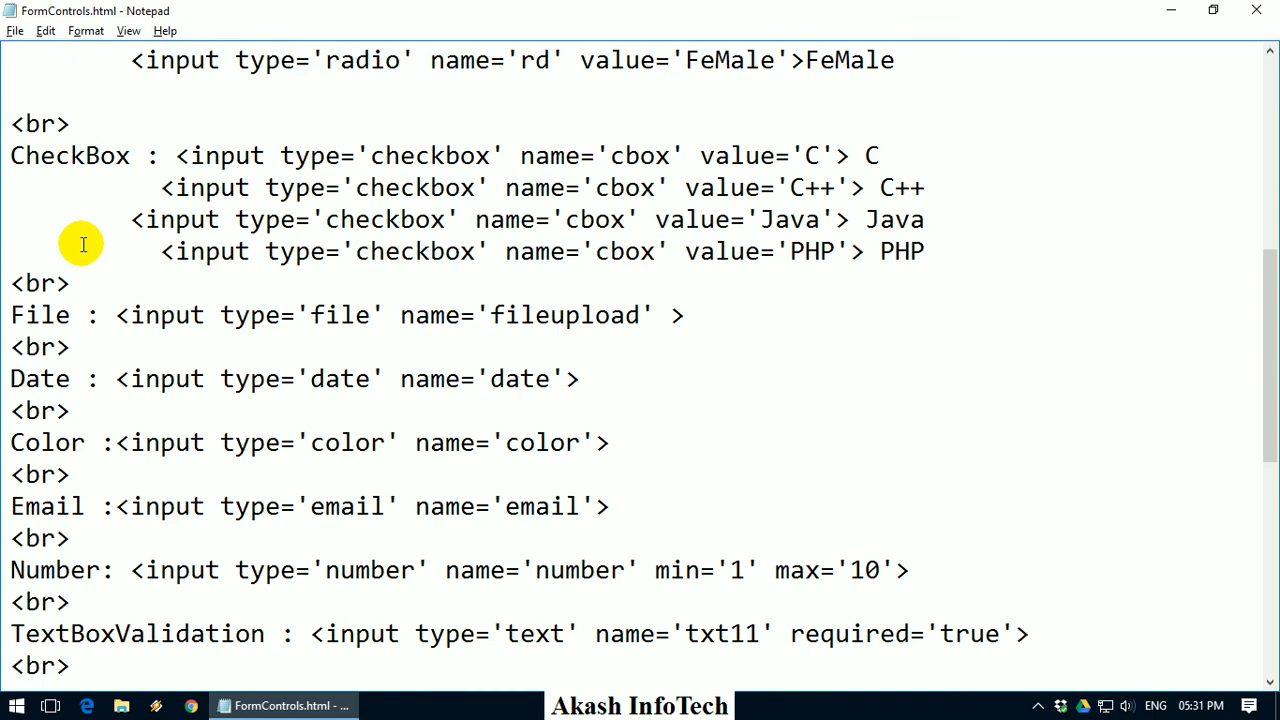 FormControls.html - Notepad
File Edit Format View Help
<input type='radio' name='rd' value='FeMale'>FeMale
<br>
CheckBox : <input type='checkbox' name='cbox' value='C'> C
<input type='checkbox' name='cbox' value='C++'> C++
<input type='checkbox' name='cbox' value='Java'> Java
<input type='checkbox' name='cbox' value='PHP'> PHP
<br>
File : <input type='file' name='fileupload' >
<br>
Date : <input type='date' name='date'>
<br>
Color :<input type='color' name='color'>
<br>
Email :<input type='email' name='email'>
<br>
Number: <input type='number' name='number' min='1' max='10'>
<br>
TextBoxValidation : <input type='text' name='txt11' required='true'>
<br>
FormControls.html - ...
Akash InfoTech
ENG 05:31 PM